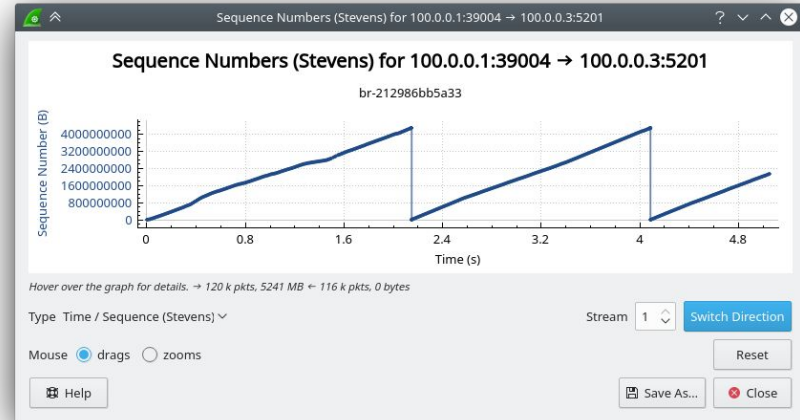 Sequence Numbers (Stevens) for 100.0.0.1:39004 → 100.0.0.3:5201
Sequence Numbers (Stevens) for 100.0.0.1:39004 → 100.0.0.3:5201
br-212986bb5a33
Sequence Number (B)
4000000000
3200000000
2400000000
1600000000
800000000
0
0 0.8 1.6 2.4 3.2 4 4.8
Time (s)
Hover over the graph for details. → 120 k pkts, 5241 MB ← 116 k pkts, 0 bytes
Type Time / Sequence (Stevens) Stream 1 Switch Direction
Mouse drags zooms Reset
Help Save As... Close